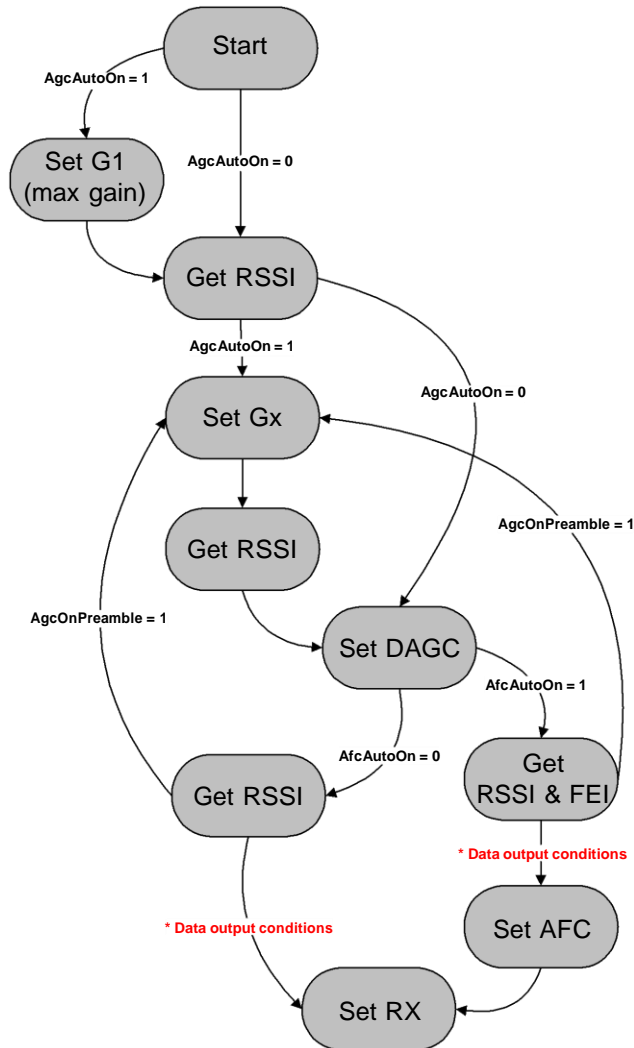 Start
AgcAutoOn = 1
AgcAutoOn = 0
Set G1
(max gain)
Get RSSI
AgcAutoOn = 1
AgcAutoOn = 0
Set Gx
AgcOnPreamble = 1
Get RSSI
AgcOnPreamble = 1
Set DAGC
AfcAutoOn = 1
AfcAutoOn = 0
Get
RSSI & FEI
Get RSSI
* Data output conditions
* Data output conditions
Set AFC
Set RX